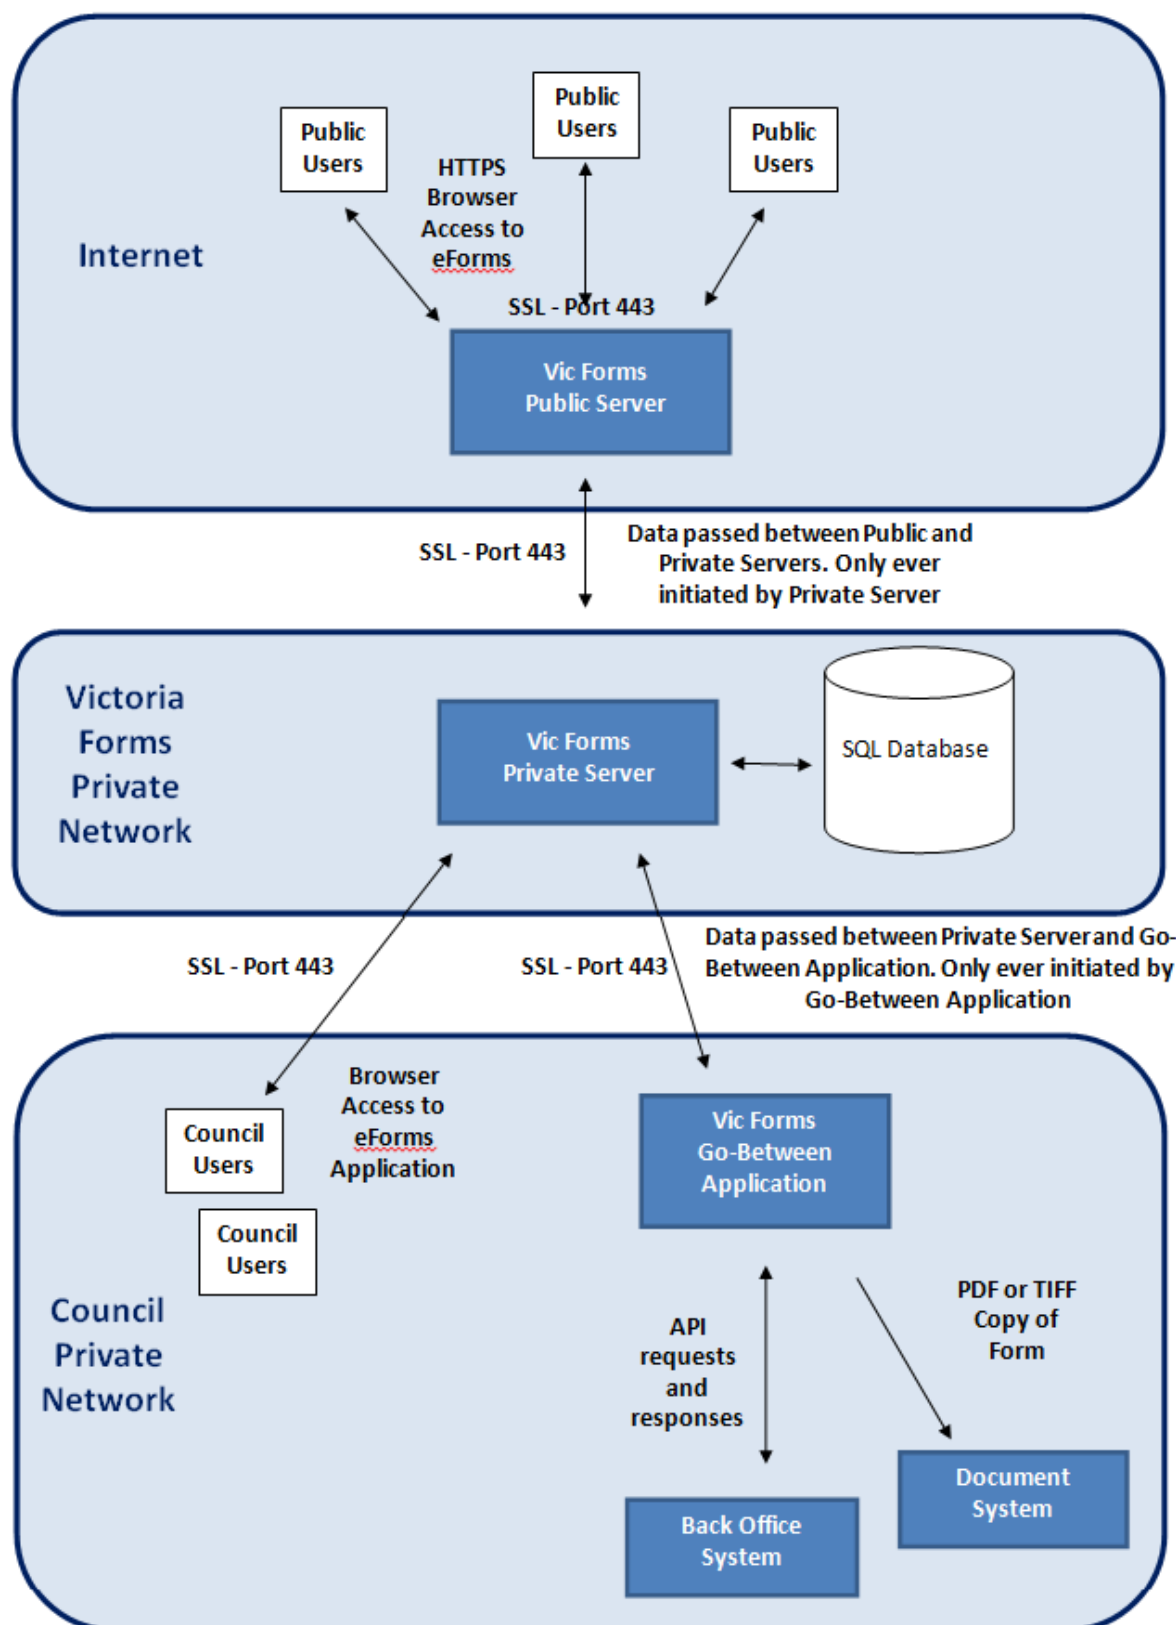 Public
Users
Public
Users
Public
Users
HTTPS
Browser
Access to
eForms
Internet
SSL - Port 443
Vic Forms
Public Server
SSL - Port 443
Data passed between Public and
Private Servers. Only ever
initiated by Private Server
Victoria
Forms
Private
Network
Vic Forms
Private Server
SQL Database
SSL - Port 443
SSL - Port 443
Data passed between Private Server and Go-
Between Application. Only ever initiated by
Go-Between Application
Browser
Access to
eForms
Application
Council
Users
Council
Users
Vic Forms
Go-Between
Application
Council
Private
Network
API
requests
and
responses
PDF or TIFF
Copy of
Form
Document
System
Back Office
System